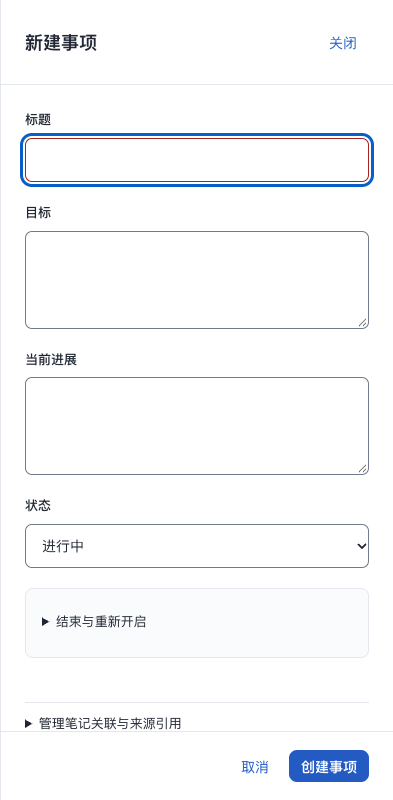 新建事项
关闭
标题
目标
当前进展
状态
进行中
结束与重新开启
管理笔记关联与来源引用
取消
创建事项